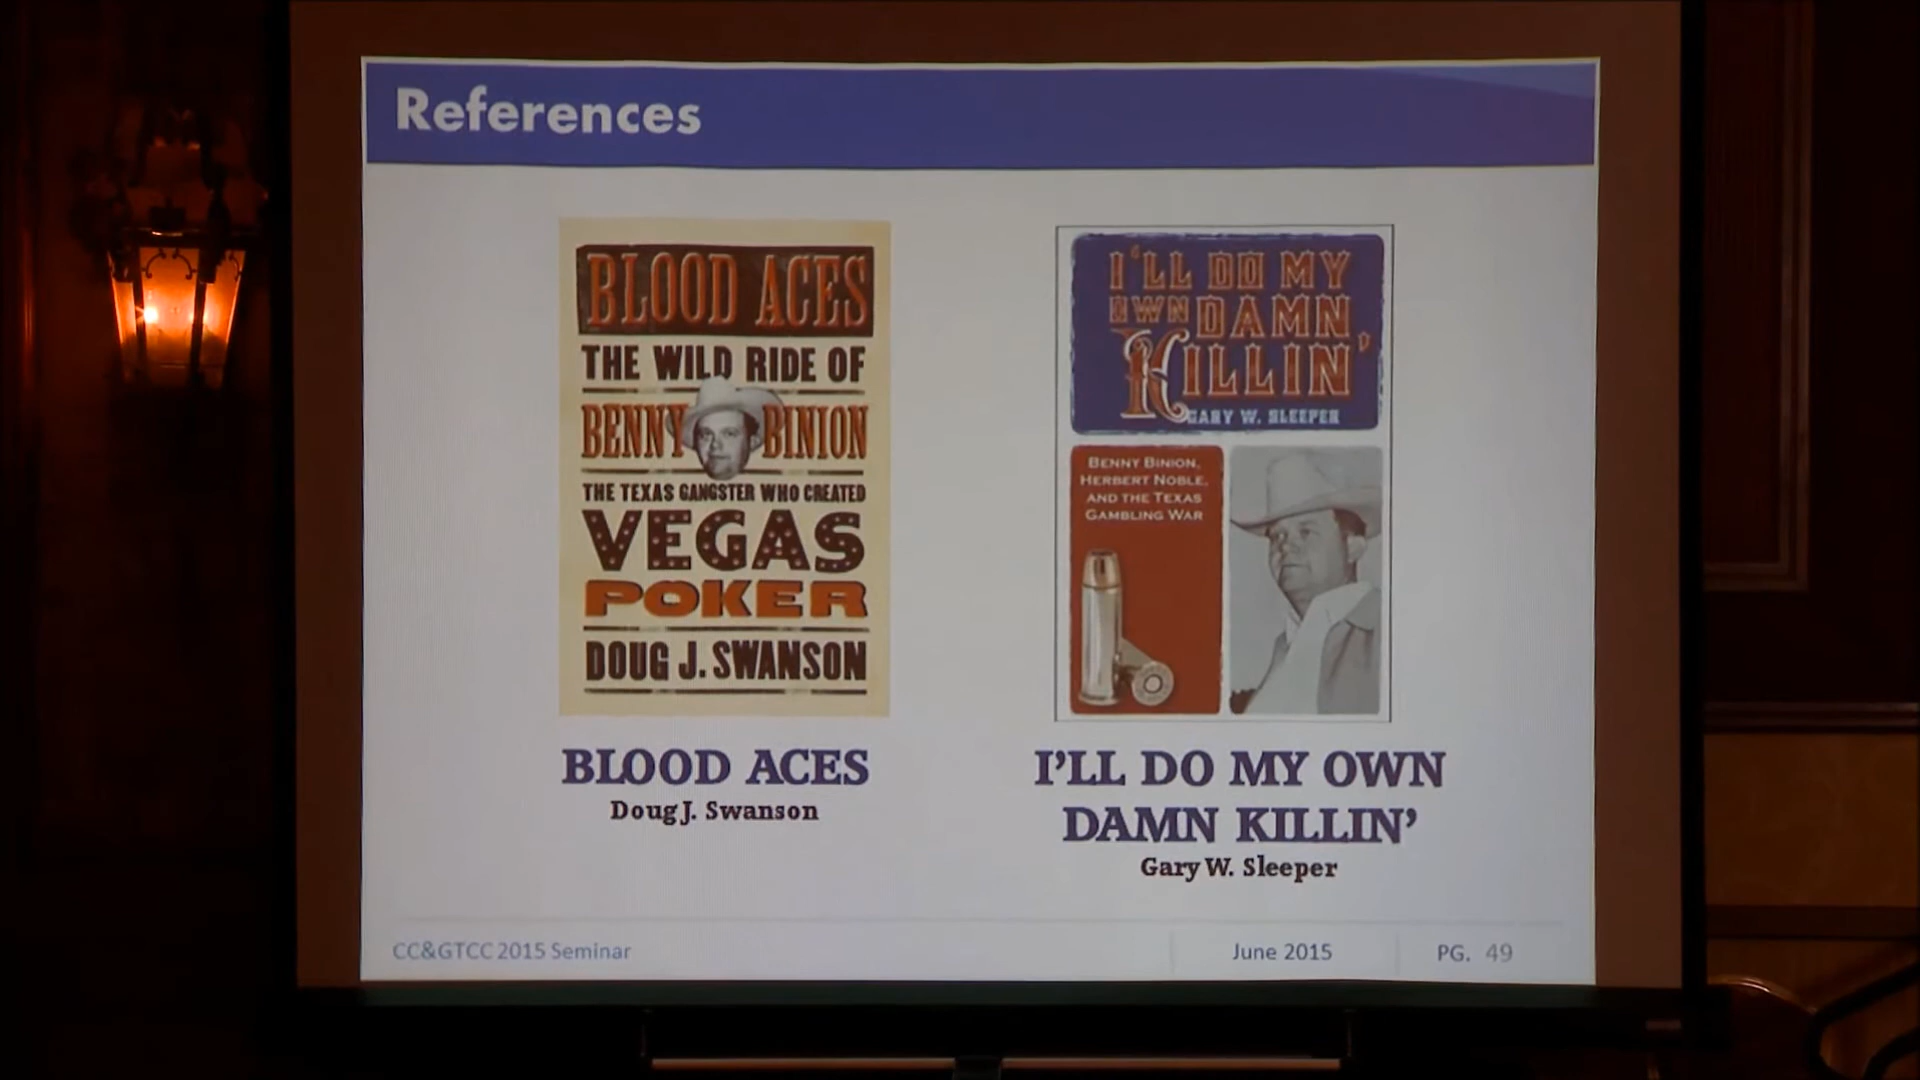 References
BLOOD ACES
THE WILD RIDE OF
BENNY BINION
THE TEXAS GANGSTER WHO CREATED
VEGAS
POKER
DOUG J. SWANSON
I'LL DO MY
OWN DAMN
KILLIN'
GARY W. SLEEPER
BENNY BINION,
HERBERT NOBLE,
AND THE TEXAS
GAMBLING WAR
BLOOD ACES
Doug J. Swanson
I'LL DO MY OWN
DAMN KILLIN'
Gary W. Sleeper
CC&GTCC 2015 Seminar
June 2015
PG. 49